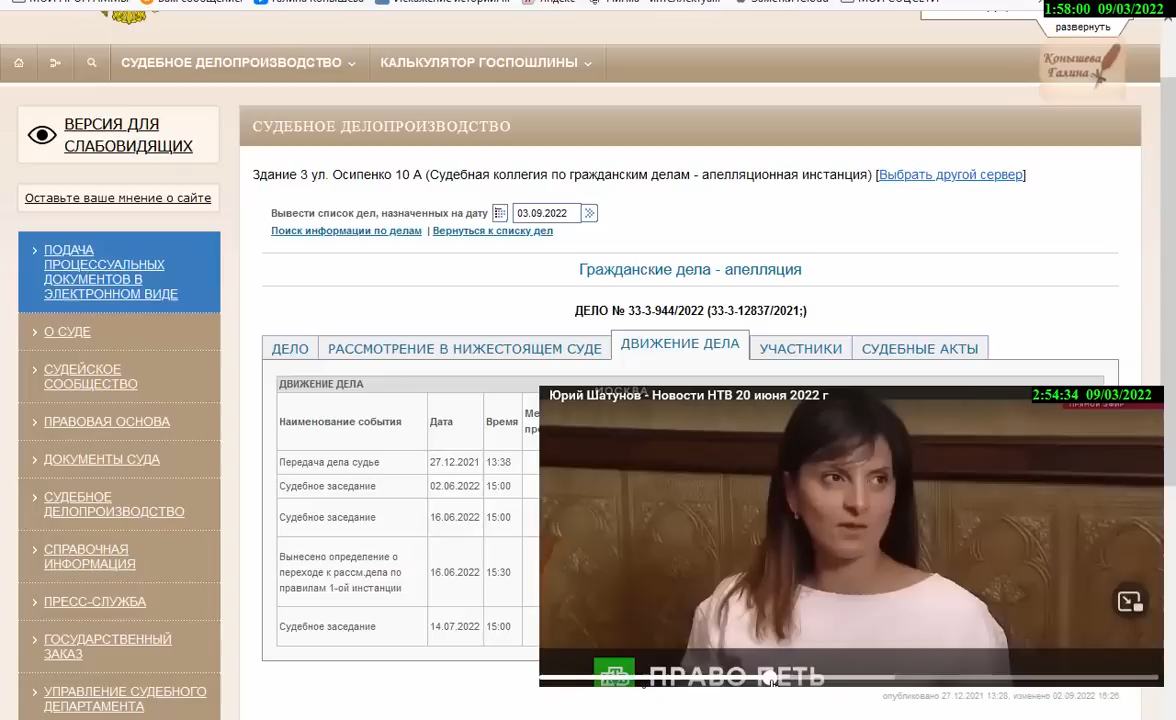 1:58:00 09/03/2022
развернуть
СУДЕБНОЕ ДЕЛОПРОИЗВОДСТВО
КАЛЬКУЛЯТОР ГОСПОШЛИНЫ
Конышева
Галина
ВЕРСИЯ ДЛЯ
СЛАБОВИДЯЩИХ
Оставьте ваше мнение о сайте
ПОДАЧА
ПРОЦЕССУАЛЬНЫХ
ДОКУМЕНТОВ В
ЭЛЕКТРОННОМ ВИДЕ
О СУДЕ
СУДЕЙСКОЕ
СООБЩЕСТВО
ПРАВОВАЯ ОСНОВА
ДОКУМЕНТЫ СУДА
СУДЕБНОЕ
ДЕЛОПРОИЗВОДСТВО
СПРАВОЧНАЯ
ИНФОРМАЦИЯ
ПРЕСС-СЛУЖБА
ГОСУДАРСТВЕННЫЙ
ЗАКАЗ
УПРАВЛЕНИЕ СУДЕБНОГО
ДЕПАРТАМЕНТА
СУДЕБНОЕ ДЕЛОПРОИЗВОДСТВО
Здание 3 ул. Осипенко 10 А (Судебная коллегия по гражданским делам - апелляционная инстанция) [Выбрать другой сервер]
Вывести список дел, назначенных на дату 03.09.2022
Поиск информации по делам | Вернуться к списку дел
Гражданские дела - апелляция
ДЕЛО № 33-3-944/2022 (33-3-12837/2021;)
ДЕЛО
РАССМОТРЕНИЕ В НИЖЕСТОЯЩЕМ СУДЕ
ДВИЖЕНИЕ ДЕЛА
УЧАСТНИКИ
СУДЕБНЫЕ АКТЫ
ДВИЖЕНИЕ ДЕЛА
Наименование события Дата Время
Передача дела судье 27.12.2021 13:38
Судебное заседание 02.06.2022 15:00
Судебное заседание 16.06.2022 15:00
Вынесено определение о
переходе к рассм.дела по
правилам 1-ой инстанции
16.06.2022 15:30
Судебное заседание 14.07.2022 15:00
МОСКВА
Юрий Шатунов - Новости НТВ 20 июня 2022 г
2:54:34 09/03/2022
ПРЯМОЙ ЭФИР
ПРАВО ПЕТЬ
опубликовано 27.12.2021 13:28, изменено 02.09.2022 16:26